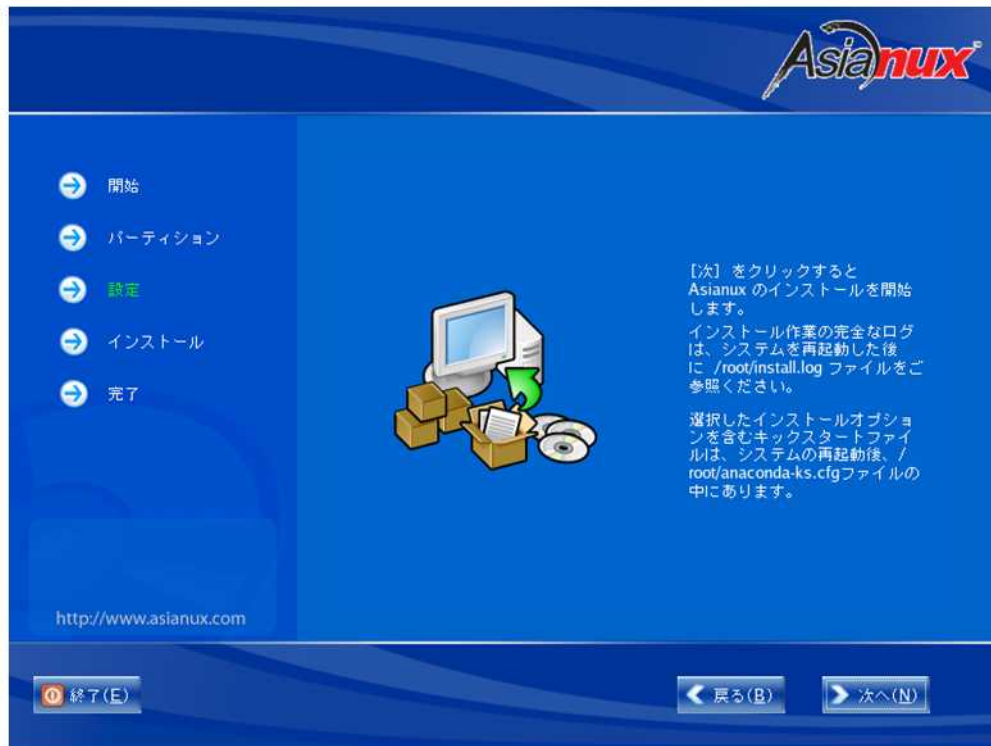 Asianux
開始
パーティション
設定
インストール
完了
[次] をクリックすると
Asianux のインストールを開始
します。
インストール作業の完全なログ
は、システムを再起動した後
に /root/install.log ファイルをご
参照ください。
選択したインストールオプショ
ンを含むキックスタートファイ
ルは、システムの再起動後、/
root/anaconda-ks.cfgファイルの
中にあります。
http://www.asianux.com
終了(E)
戻る(B)
次へ(N)